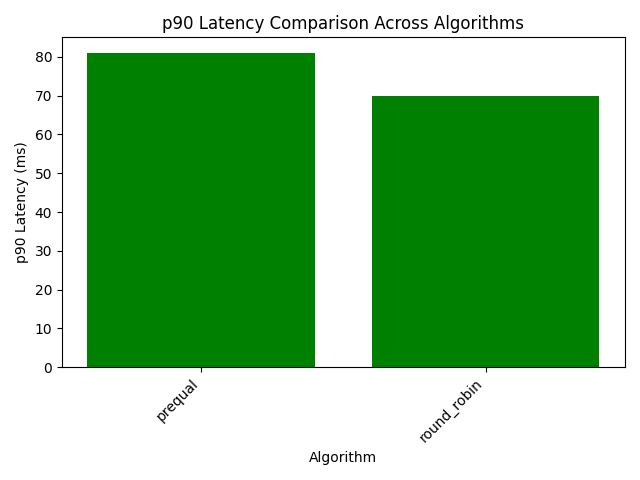 p90 Latency Comparison Across Algorithms
p90 Latency (ms)
80
70
60
50
40
30
20
10
0
prequal
round_robin
Algorithm